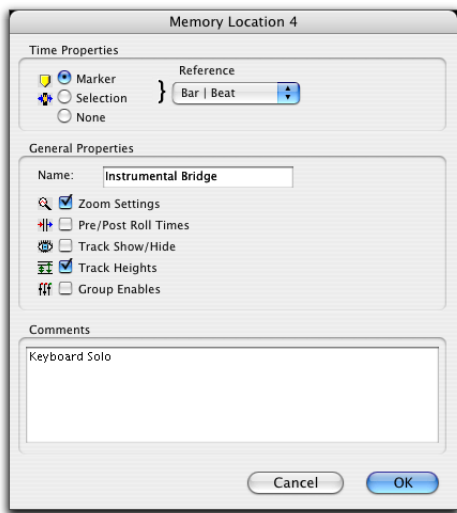 Memory Location 4
Time Properties
Marker
Selection
None
Reference
Bar | Beat
General Properties
Name: Instrumental Bridge
Zoom Settings
Pre/Post Roll Times
Track Show/Hide
Track Heights
Group Enables
Comments
Keyboard Solo
Cancel OK